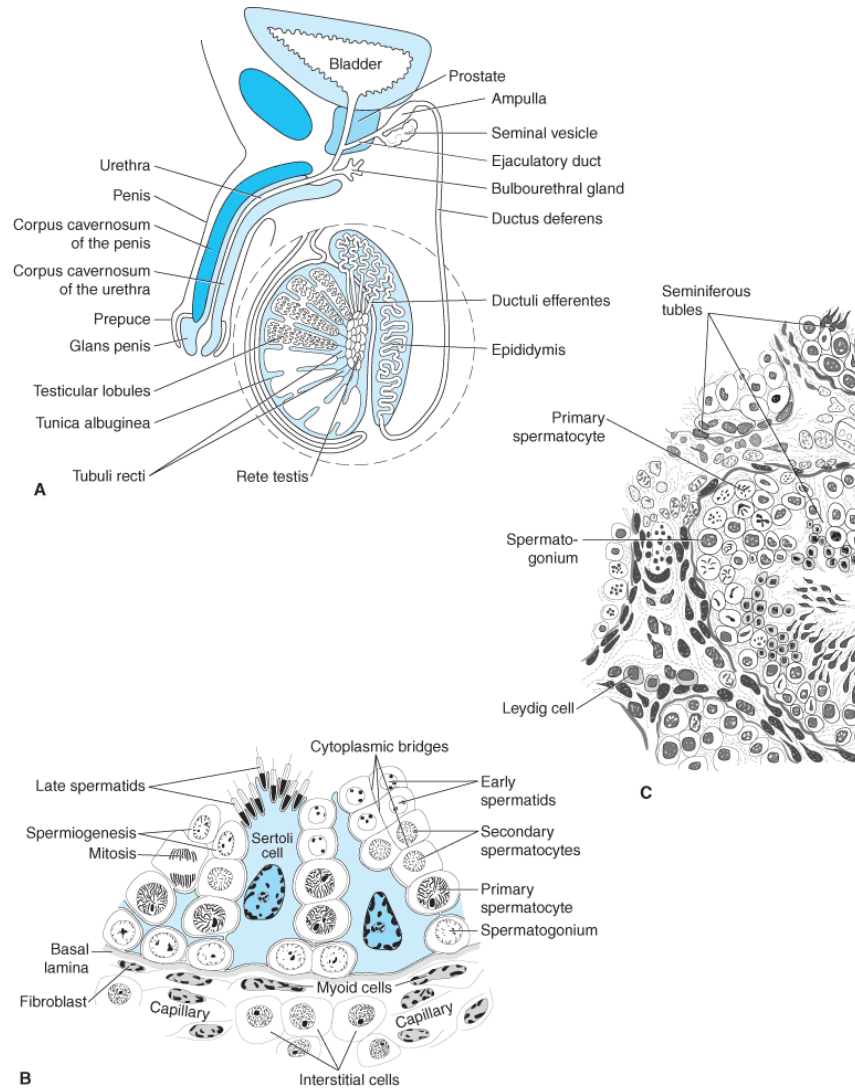 Bladder
Prostate
Ampulla
Seminal vesicle
Ejaculatory duct
Bulbourethral gland
Ductus deferens
Urethra
Penis
Corpus cavernosum
of the penis
Corpus cavernosum
of the urethra
Prepuce
Glans penis
Testicular lobules
Tunica albuginea
Tubuli recti
Rete testis
Ductuli efferentes
Epididymis
A
Seminiferous
tubles
Primary
spermatocyte
Spermato-
gonium
Leydig cell
C
Cytoplasmic bridges
Late spermatids
Early
spermatids
Spermiogenesis
Mitosis
Sertoli
cell
Secondary
spermatocytes
Primary
spermatocyte
Spermatogonium
Basal
lamina
Myoid cells
Fibroblast
Capillary
Capillary
Interstitial cells
B